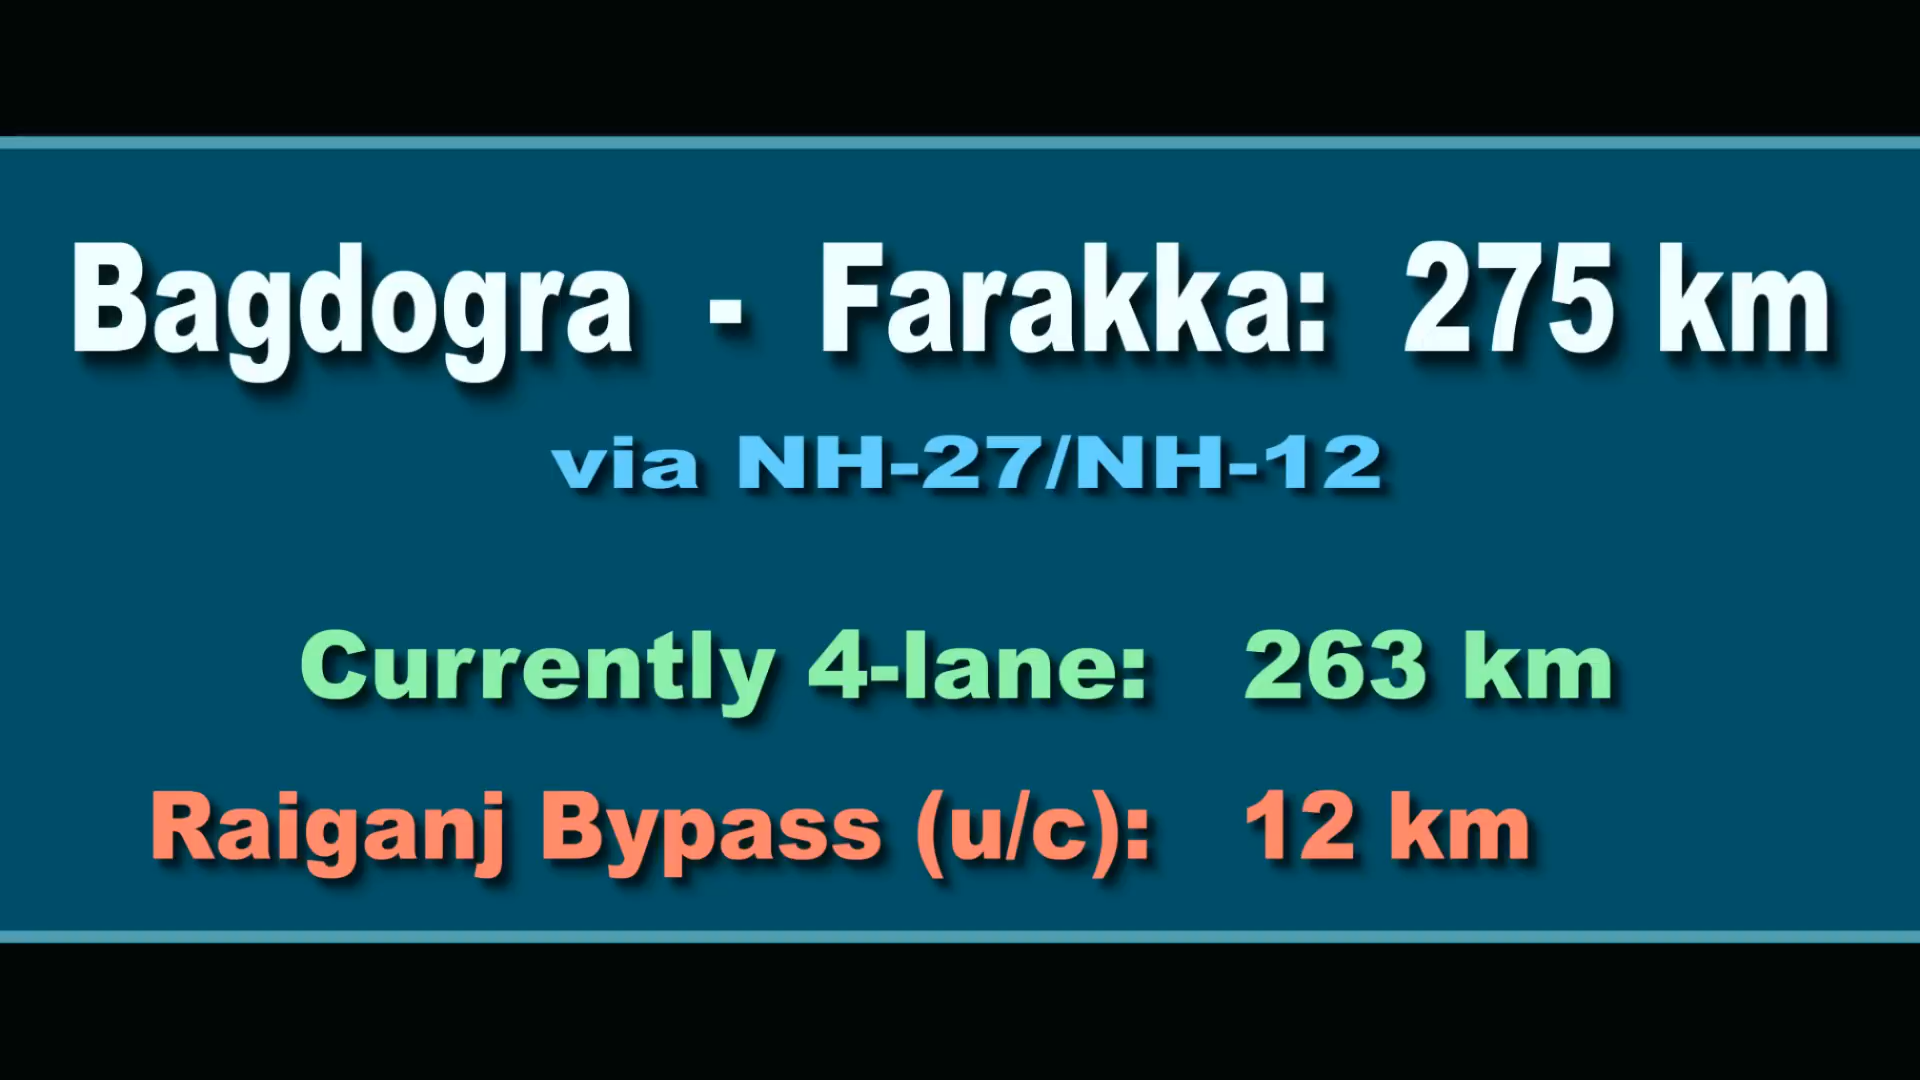 Bagdogra - Farakka: 275 km
via NH-27/NH-12
Currently 4-lane: 263 km
Raiganj Bypass (u/c): 12 km